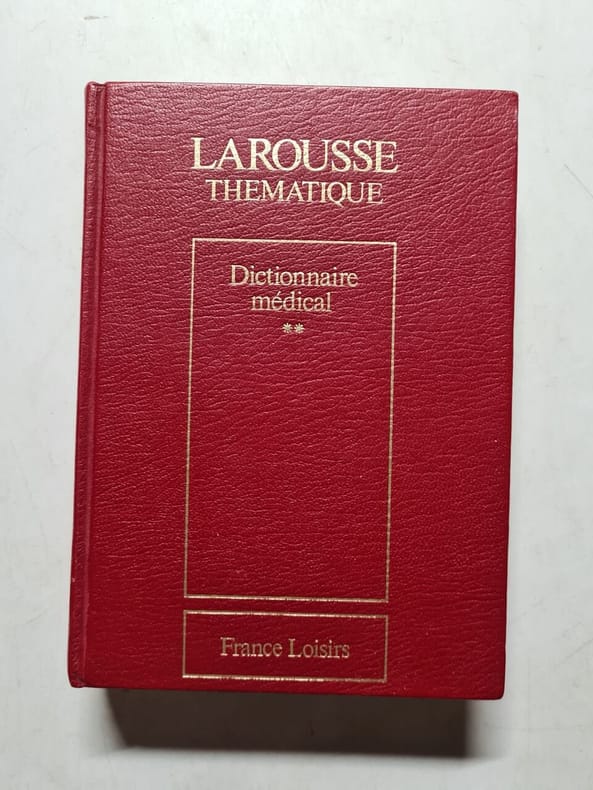 LAROUSSE
THEMATIQUE
Dictionnaire
médical
**
France Loisirs